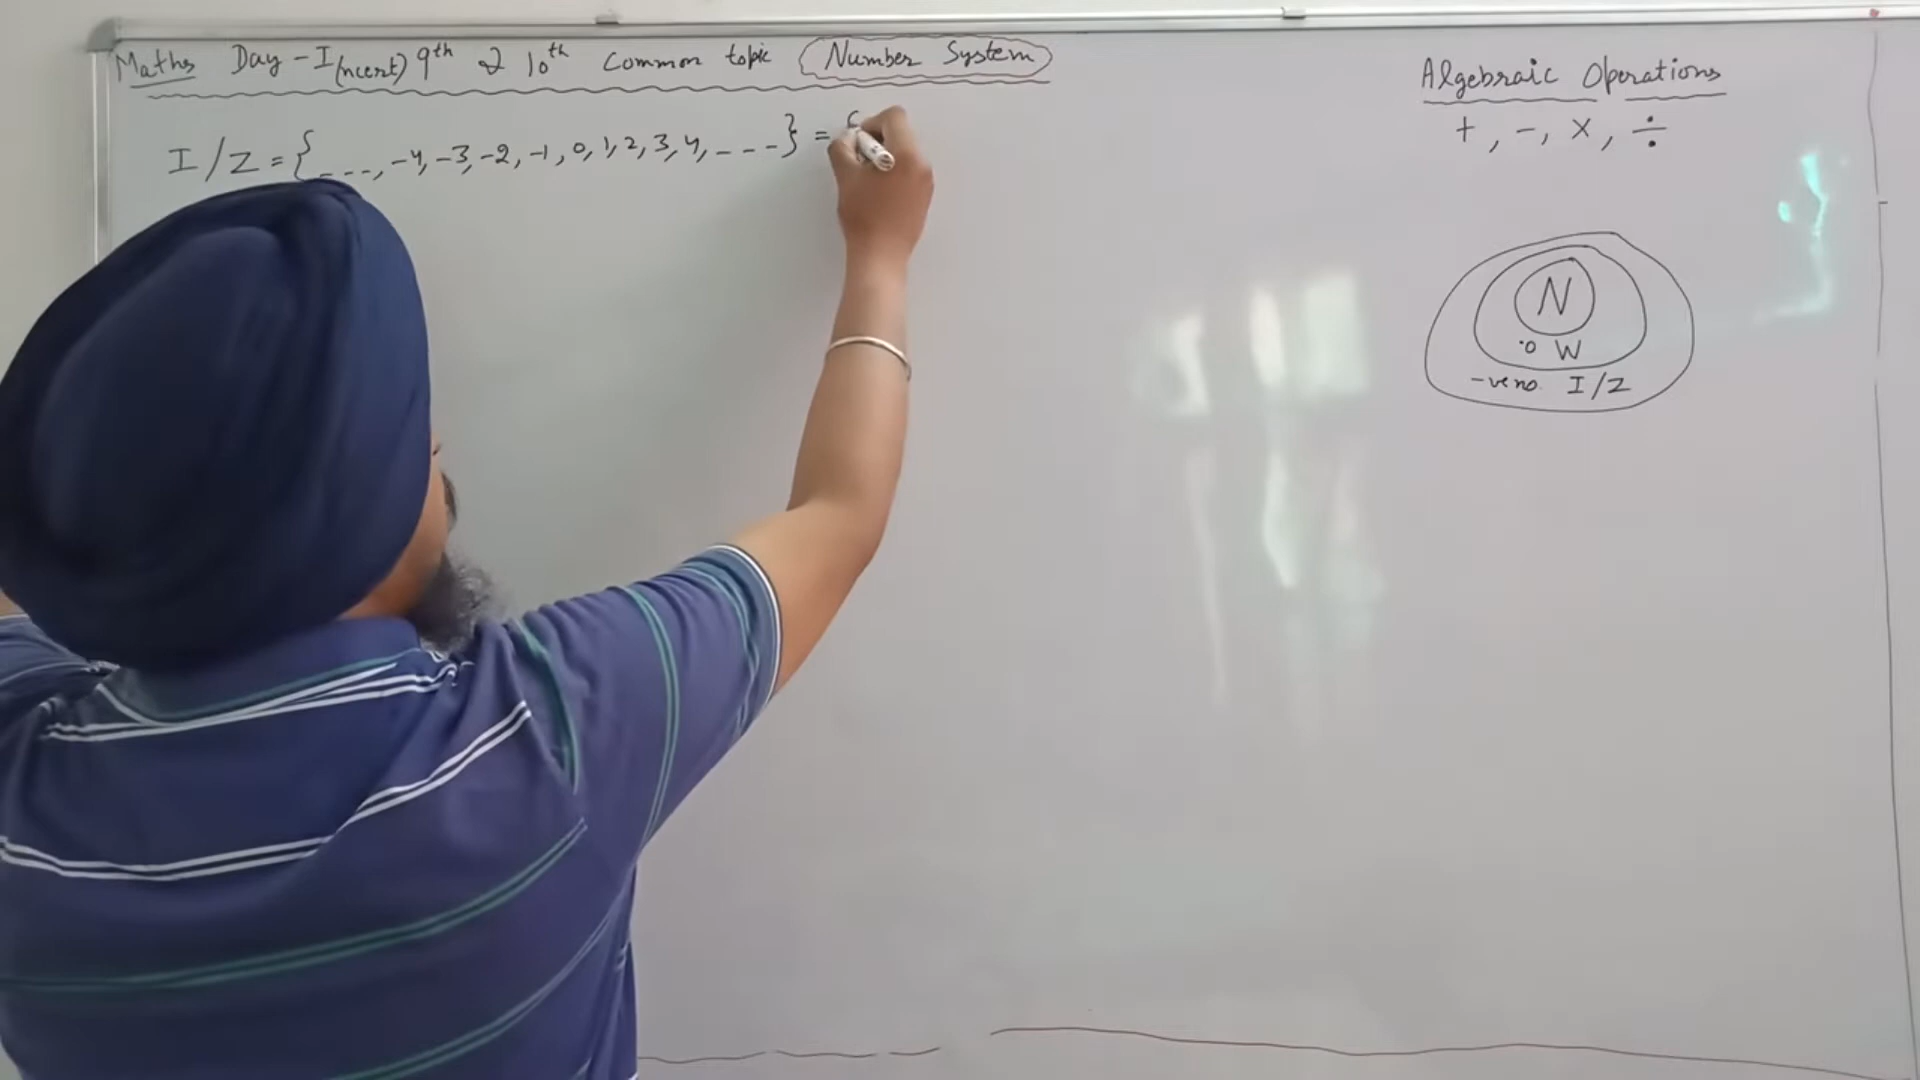 Maths Day - I (ncert) 9th & 10th Common topic Number System
I / Z = { - - - , -4, -3, -2, -1, 0, 1, 2, 3, 4, - - - } = {
Algebraic Operations
+ , - , × , ÷
N
·0 W
-ve no. I / Z